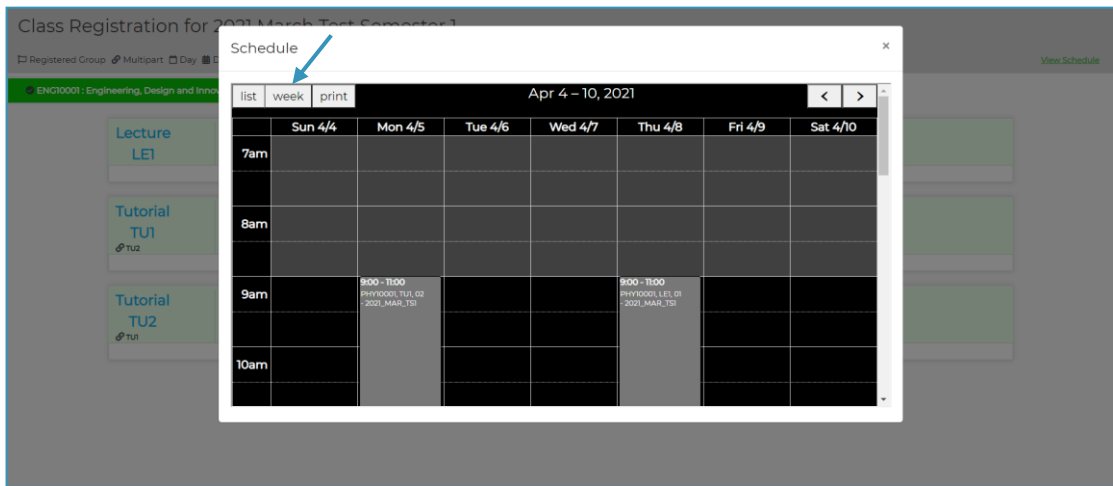 Class Registration for 2021 March Test Semester 1
Registered Group Multipart Day D
View Schedule
ENG10001 : Engineering, Design and Innov
Lecture
LE1
Tutorial
TU1
TU2
Tutorial
TU2
TU1
Schedule
×
list week print
Apr 4 – 10, 2021
Sun 4/4 Mon 4/5 Tue 4/6 Wed 4/7 Thu 4/8 Fri 4/9 Sat 4/10
7am
8am
9am
9:00 - 11:00
PHY10001, TU1, 02
- 2021_MAR_TS1
9:00 - 11:00
PHY10001, LE1, 01
- 2021_MAR_TS1
10am